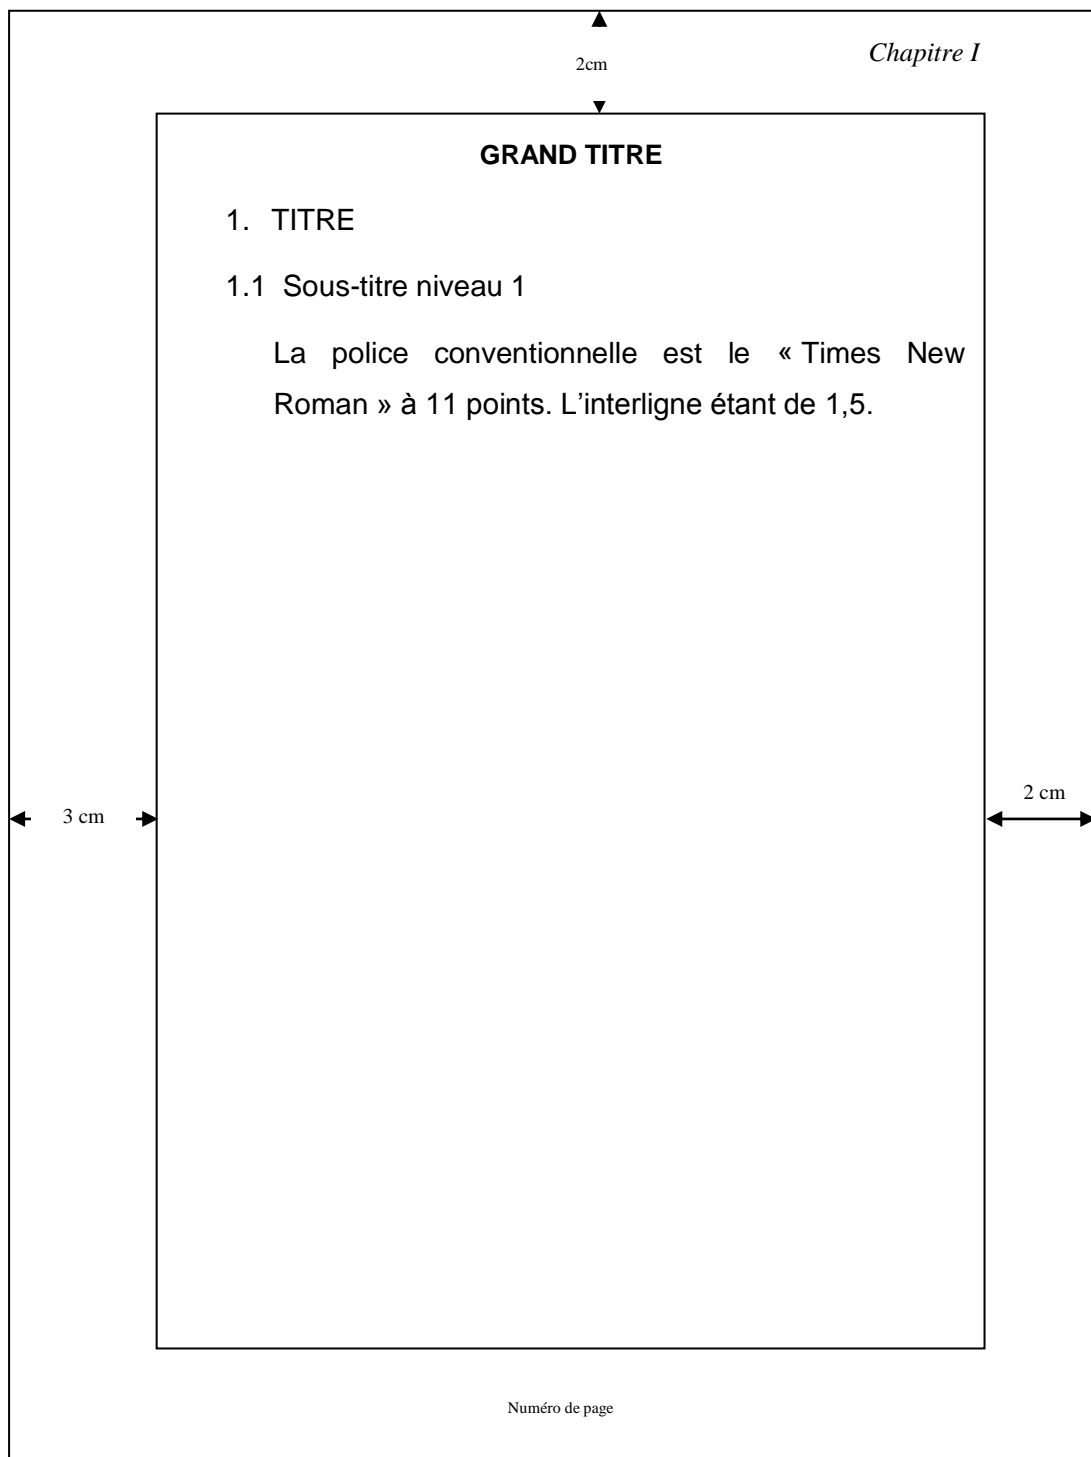 Chapitre I
2cm
GRAND TITRE
1. TITRE
1.1 Sous-titre niveau 1
La police conventionnelle est le « Times New
Roman » à 11 points. L’interligne étant de 1,5.
2 cm
3 cm
Numéro de page